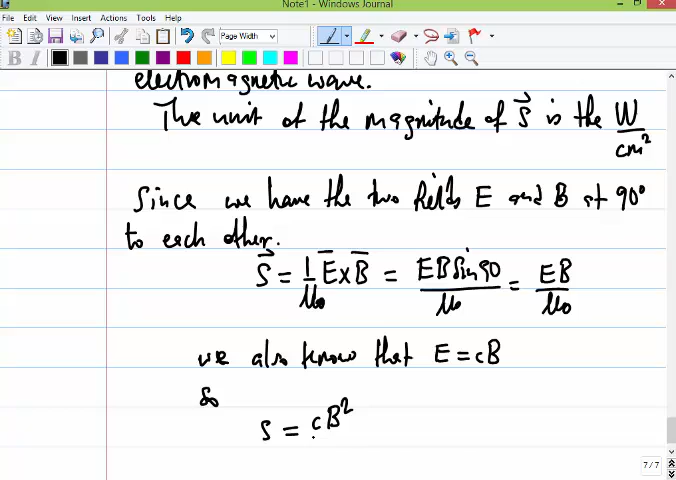 Note1 - Windows Journal
File Edit View Insert Actions Tools Help
Page Width
B I
electromagnetic wave.
The unit of the magnitude of S⃗ is the W/cm²
Since we have the two fields E and B at 90°
to each other.
S⃗ = 1/μ₀ E̅ x B̅ = EB Sin 90/μ₀ = EB/μ₀
we also know that E = cB
So
S = cB²
7 / 7